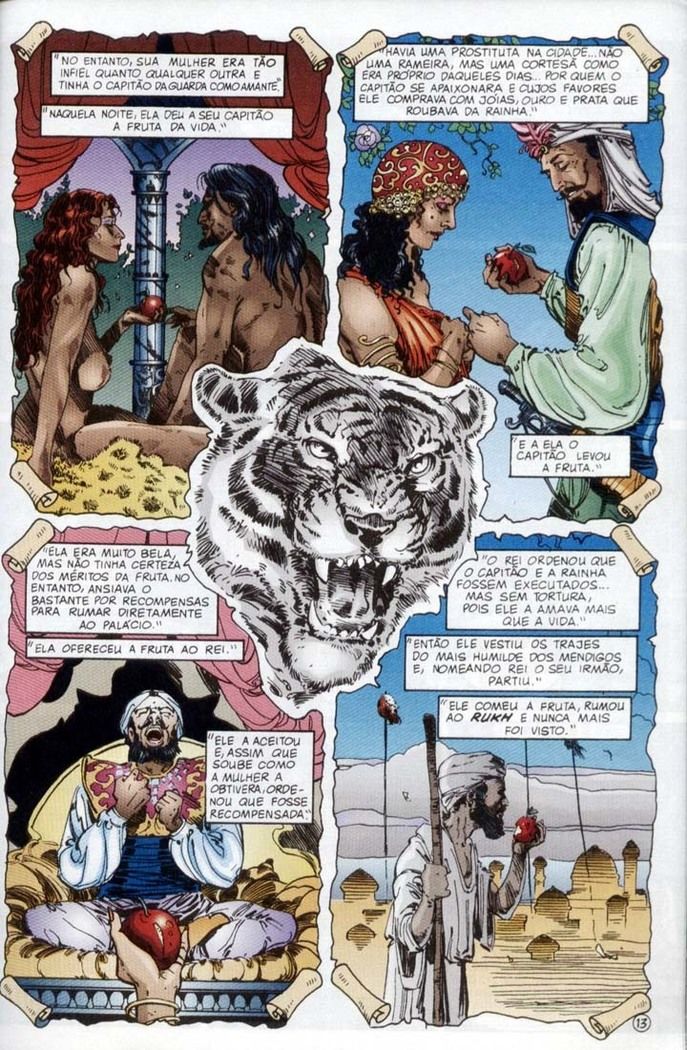 "NO ENTANTO, SUA MULHER ERA TÃO
INFIEL QUANTO QUALQUER OUTRA E
TINHA O CAPITÃO DA GUARDA COMO AMANTE."
"NAQUELA NOITE, ELA DEU A SEU CAPITÃO
A FRUTA DA VIDA."
"HAVIA UMA PROSTITUTA NA CIDADE... NÃO
UMA RAMEIRA, MAS UMA CORTESÃ COMO
ERA PRÓPRIO DAQUELES DIAS... POR QUEM O
CAPITÃO SE APAIXONARA E CUJOS FAVORES
ELE COMPRAVA COM JÓIAS, OURO E PRATA QUE
ROUBAVA DA RAINHA."
"E A ELA O
CAPITÃO LEVOU
A FRUTA."
"ELA ERA MUITO BELA,
MAS NÃO TINHA CERTEZA
DOS MÉRITOS DA FRUTA. NO
ENTANTO, ANSIAVA O
BASTANTE POR RECOMPENSAS
PARA RUMAR DIRETAMENTE
AO PALÁCIO."
"ELA OFERECEU A FRUTA AO REI."
"ELE A ACEITOU
E, ASSIM QUE
SOUBE COMO
A MULHER A
OBTIVERA, ORDE-
NOU QUE FOSSE
RECOMPENSADA."
"O REI ORDENOU QUE
O CAPITÃO E A RAINHA
FOSSEM EXECUTADOS...
MAS SEM TORTURA,
POIS ELE A AMAVA MAIS
QUE A VIDA."
"ENTÃO ELE VESTIU OS TRAJES
DO MAIS HUMILDE DOS MENDIGOS
E, NOMEANDO REI O SEU IRMÃO,
PARTIU."
"ELE COMEU A FRUTA, RUMOU
AO RUKH E NUNCA MAIS
FOI VISTO."
13